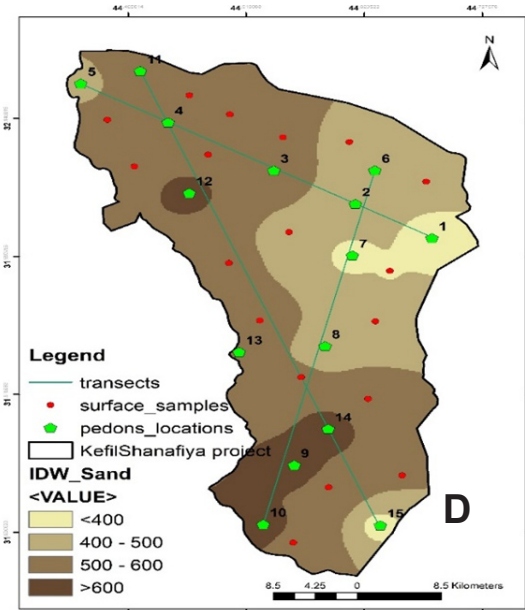 N
11
5
4
3
6
12
2
1
7
13
8
14
9
10
15
Legend
transects
surface_samples
pedons_locations
KefilShanafiya project
IDW_Sand
<VALUE>
<400
400 - 500
500 - 600
>600
D
8.5 4.25 0 8.5 Kilometers